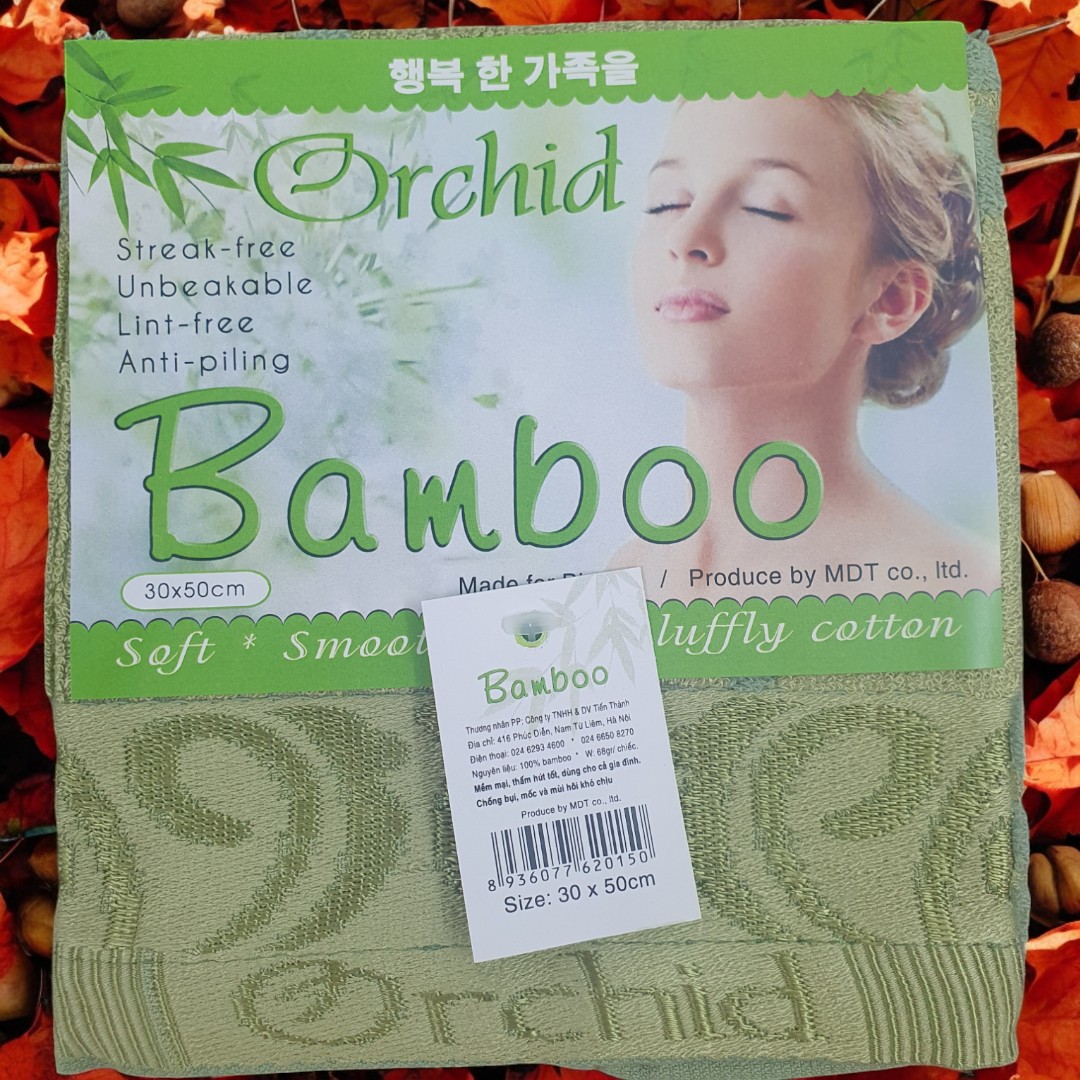 행복 한 가족을
Orchid
Streak-free
Unbeakable
Lint-free
Anti-piling
Bamboo
30x50cm
Made for / Produce by MDT co., ltd.
Soft * cotton
Bamboo
Thương nhân PP: Công ty TNHH & DV Tiến Thành
Địa chỉ: 416 Phúc Diễn, Nam Từ Liêm, Hà Nội
Điện thoại: 024 6293 4600 * 024 6650 8270
Nguyên liệu: 100% bamboo * W: 68gr/ chiếc.
Mềm mại, thấm hút tốt, dùng cho cả gia đình.
Chống bụi, mốc và mùi hôi khó chịu
Produce by MDT co., ltd.
8 936077 620150
Size: 30 x 50cm
Orchid